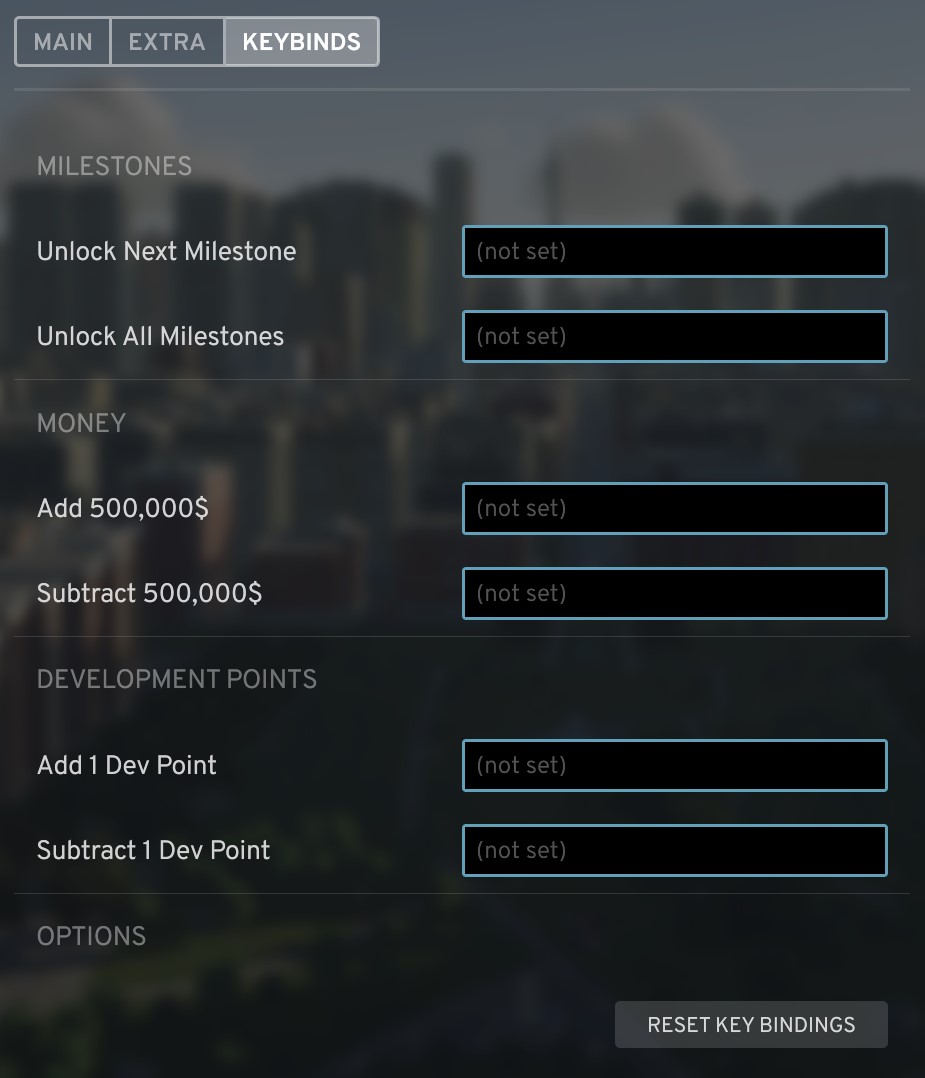 MAIN EXTRA KEYBINDS
MILESTONES
Unlock Next Milestone (not set)
Unlock All Milestones (not set)
MONEY
Add 500,000$ (not set)
Subtract 500,000$ (not set)
DEVELOPMENT POINTS
Add 1 Dev Point (not set)
Subtract 1 Dev Point (not set)
OPTIONS
RESET KEY BINDINGS